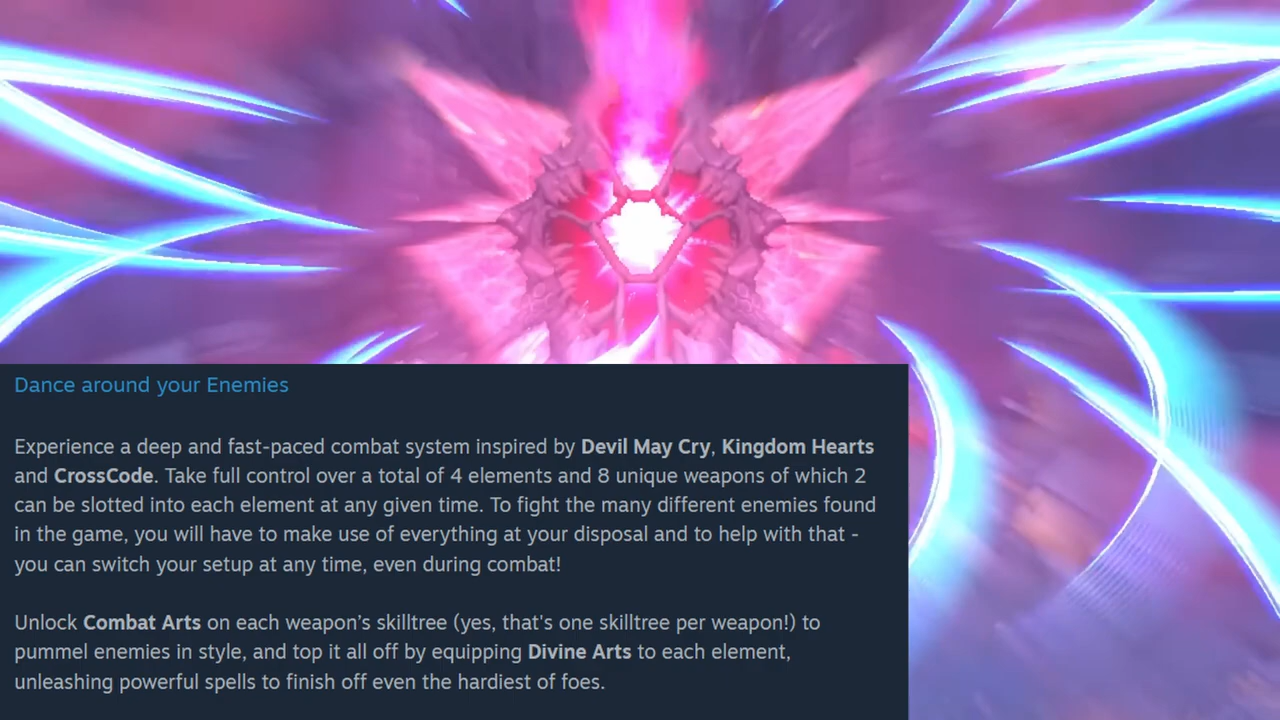 Dance around your Enemies
Experience a deep and fast-paced combat system inspired by Devil May Cry, Kingdom Hearts
and CrossCode. Take full control over a total of 4 elements and 8 unique weapons of which 2
can be slotted into each element at any given time. To fight the many different enemies found
in the game, you will have to make use of everything at your disposal and to help with that -
you can switch your setup at any time, even during combat!
Unlock Combat Arts on each weapon’s skilltree (yes, that's one skilltree per weapon!) to
pummel enemies in style, and top it all off by equipping Divine Arts to each element,
unleashing powerful spells to finish off even the hardiest of foes.